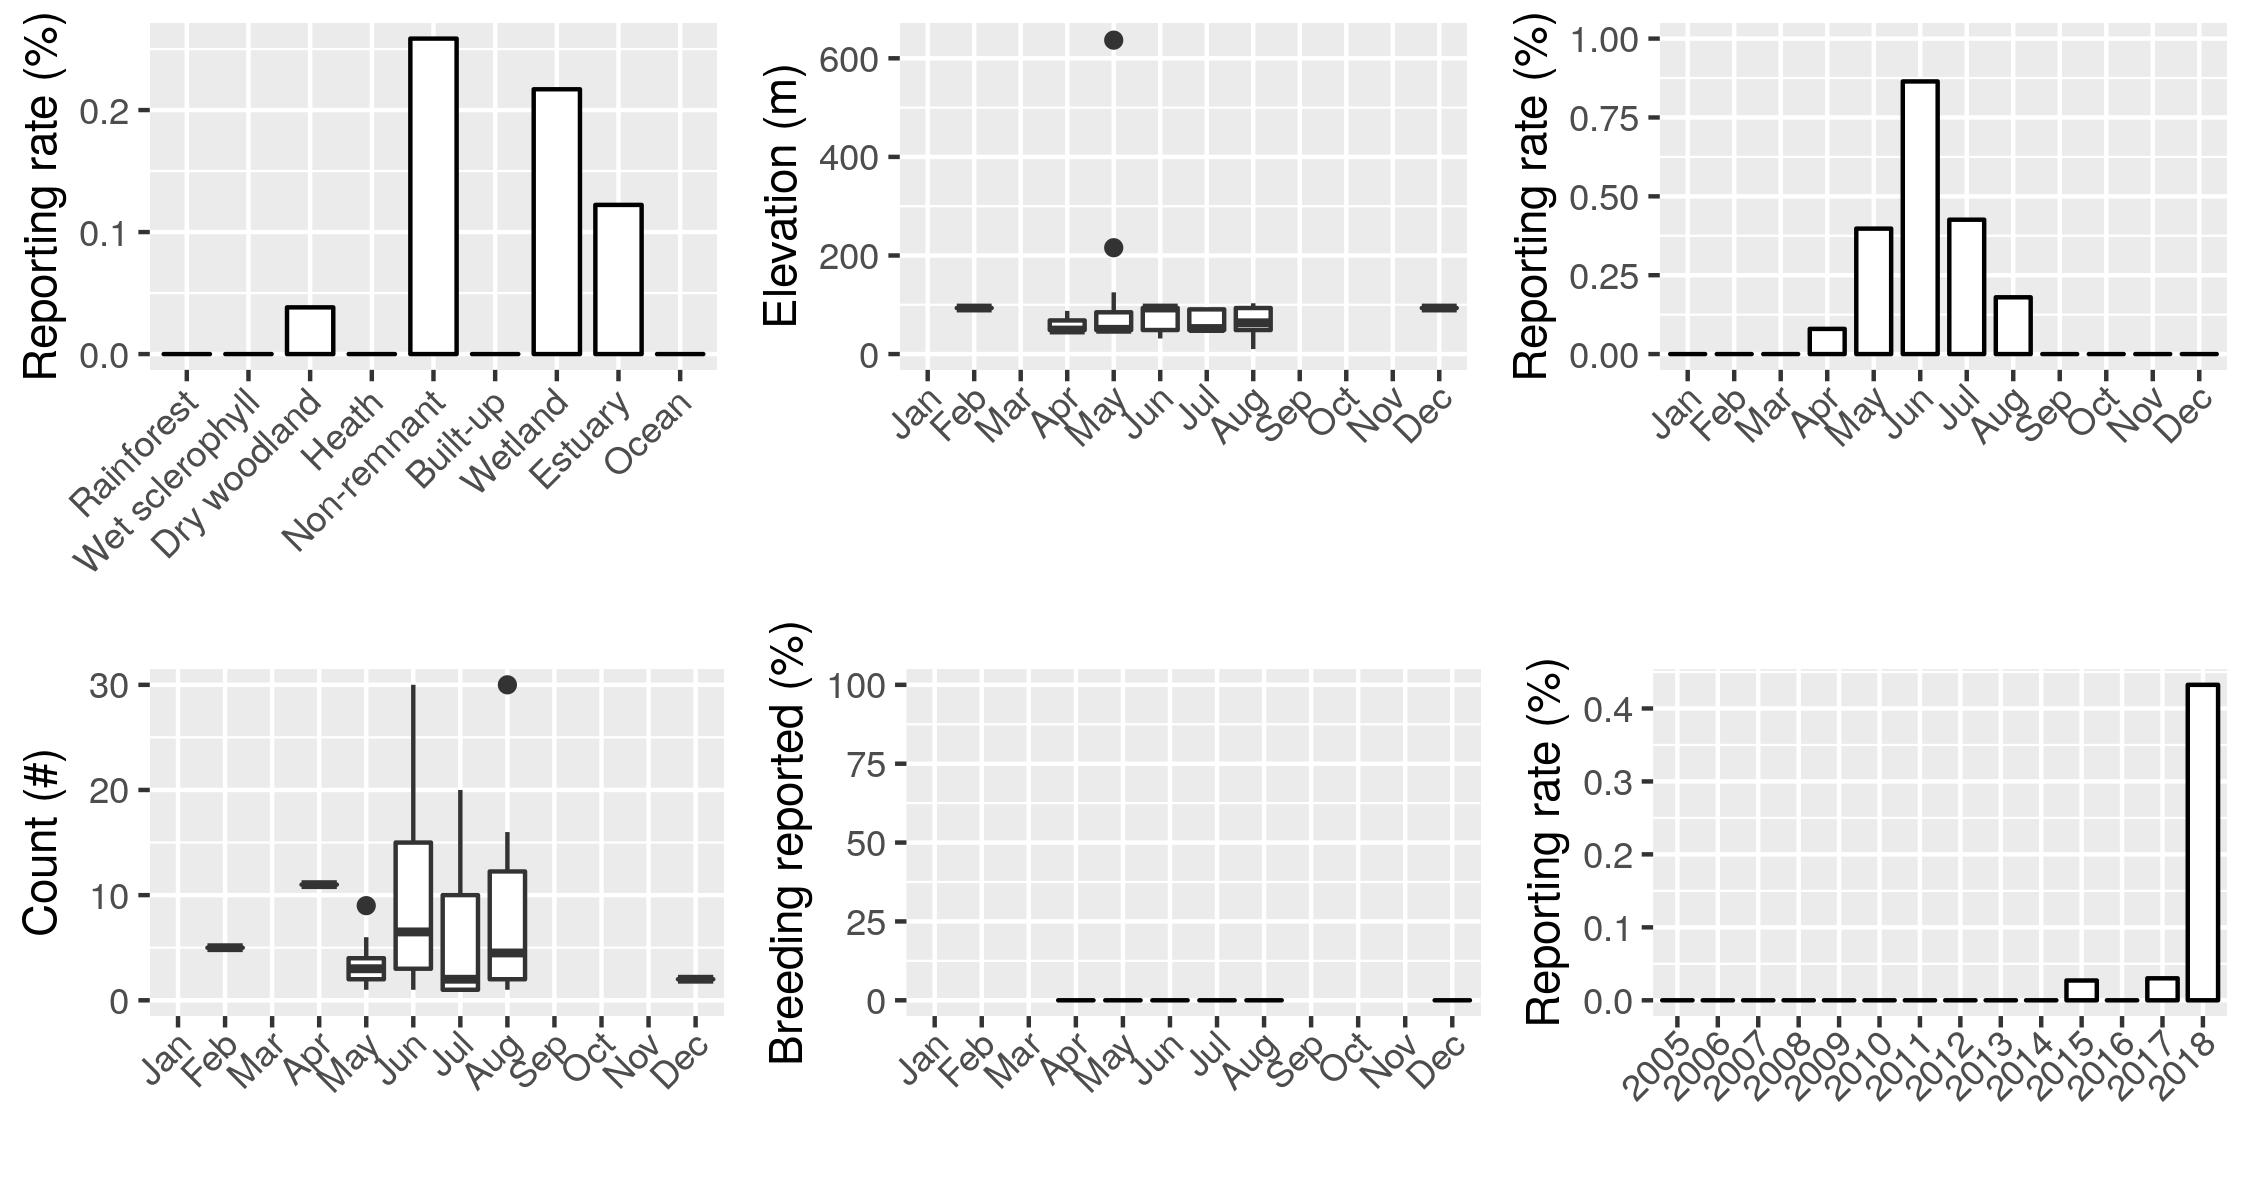 Reporting rate (%)
0.2
0.1
0.0
Rainforest
Wet sclerophyll
Dry woodland
Heath
Non-remnant
Built-up
Wetland
Estuary
Ocean
Elevation (m)
600
400
200
0
Jan
Feb
Mar
Apr
May
Jun
Jul
Aug
Sep
Oct
Nov
Dec
Reporting rate (%)
1.00
0.75
0.50
0.25
0.00
Jan
Feb
Mar
Apr
May
Jun
Jul
Aug
Sep
Oct
Nov
Dec
Count (#)
30
20
10
0
Jan
Feb
Mar
Apr
May
Jun
Jul
Aug
Sep
Oct
Nov
Dec
Breeding reported (%)
100
75
50
25
0
Jan
Feb
Mar
Apr
May
Jun
Jul
Aug
Sep
Oct
Nov
Dec
Reporting rate (%)
0.4
0.3
0.2
0.1
0.0
2005
2006
2007
2008
2009
2010
2011
2012
2013
2014
2015
2016
2017
2018